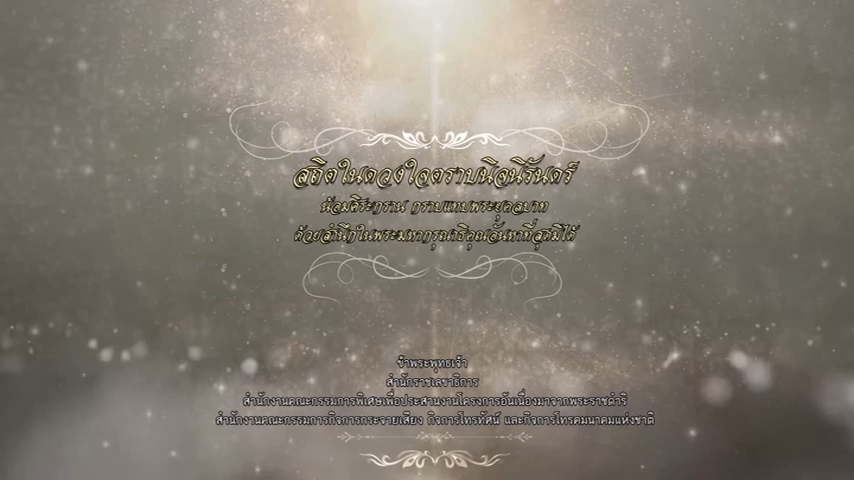 สถิตในดวงใจตราบนิจนิรันดร์
น้อมศิระกราน กราบแทบพระยุคลบาท
ด้วยสำนึกในพระมหากรุณาธิคุณอันหาที่สุดมิได้
ข้าพระพุทธเจ้า
สำนักราชเลขาธิการ
สำนักงานคณะกรรมการพิเศษเพื่อประสานงานโครงการอันเนื่องมาจากพระราชดำริ
สำนักงานคณะกรรมการกิจการกระจายเสียง กิจการโทรทัศน์ และกิจการโทรคมนาคมแห่งชาติ